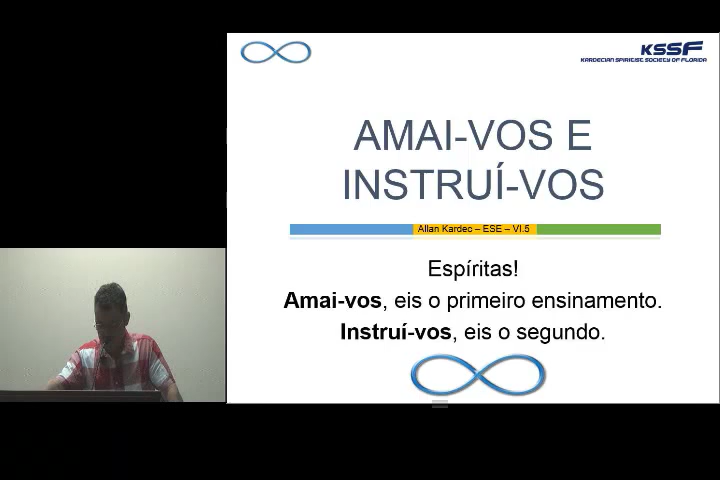 KSSF
KARDECIAN SPIRITIST SOCIETY OF FLORIDA
AMAI-VOS E
INSTRUÍ-VOS
Allan Kardec – ESE – VI.5
Espíritas!
Amai-vos, eis o primeiro ensinamento.
Instruí-vos, eis o segundo.